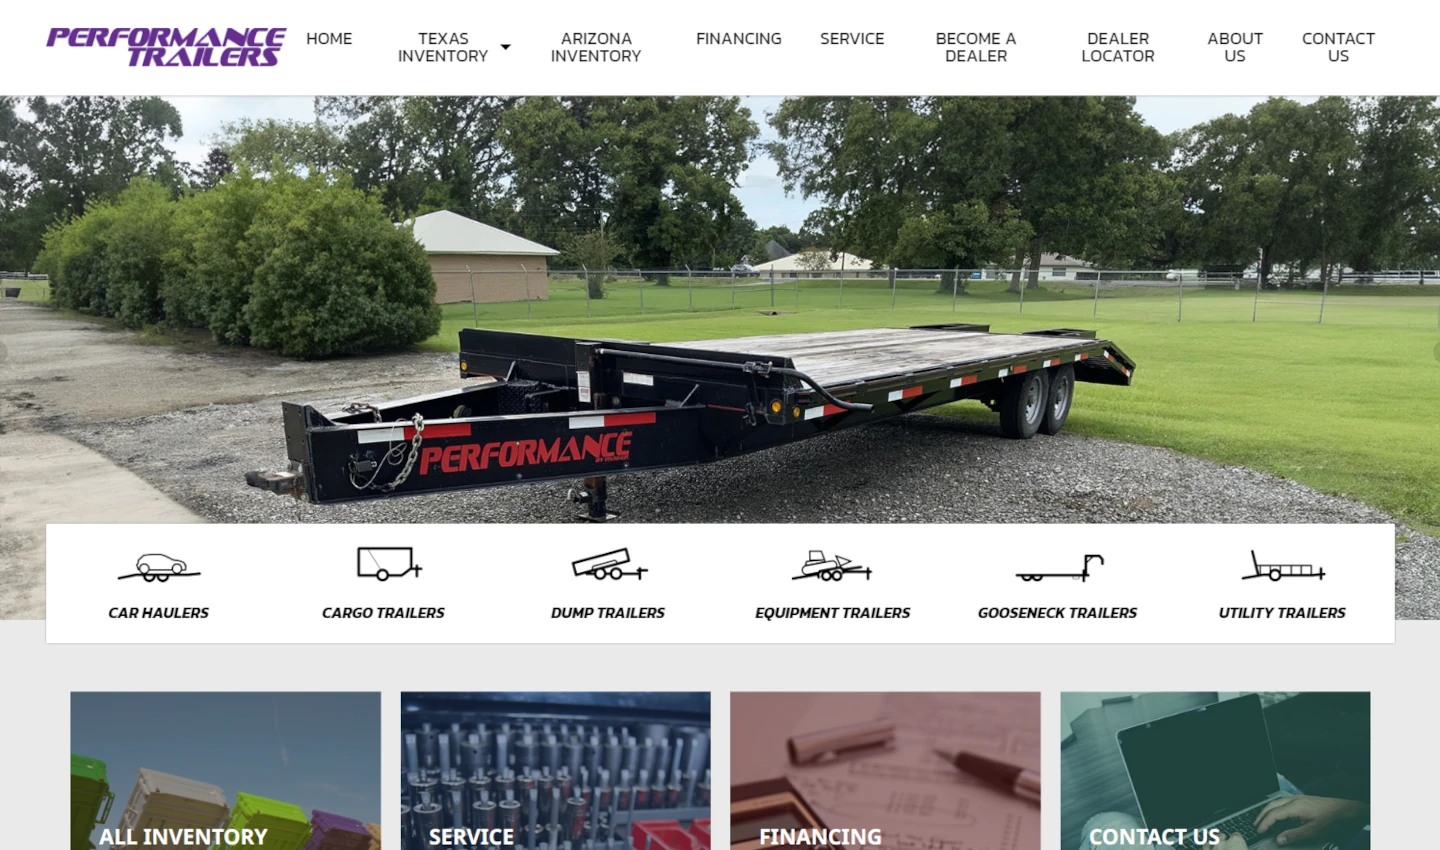 PERFORMANCE
TRAILERS
HOME
TEXAS
INVENTORY
ARIZONA
INVENTORY
FINANCING
SERVICE
BECOME A
DEALER
DEALER
LOCATOR
ABOUT
US
CONTACT
US
PERFORMANCE
CAR HAULERS
CARGO TRAILERS
DUMP TRAILERS
EQUIPMENT TRAILERS
GOOSENECK TRAILERS
UTILITY TRAILERS
ALL INVENTORY
SERVICE
FINANCING
CONTACT US